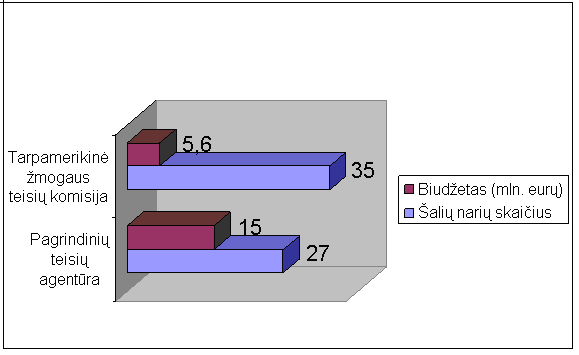 Tarpamerikinė
žmogaus
teisių komisija
5,6
35
Pagrindinių
teisių
agentūra
15
27
Biudžetas (mln. eurų)
Šalių narių skaičius